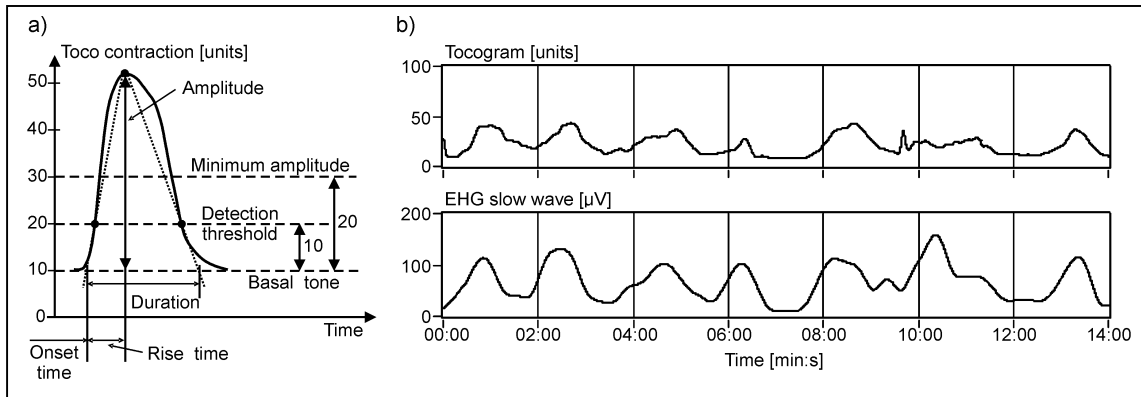 a)
Toco contraction [units]
50
40
30
20
10
0
Amplitude
Minimum amplitude
Detection
threshold
10
20
Basal tone
Duration
Time
Onset
time
Rise time
b)
Tocogram [units]
100
50
0
EHG slow wave [µV]
200
100
0
00:00 02:00 04:00 06:00 08:00 10:00 12:00 14:00
Time [min:s]